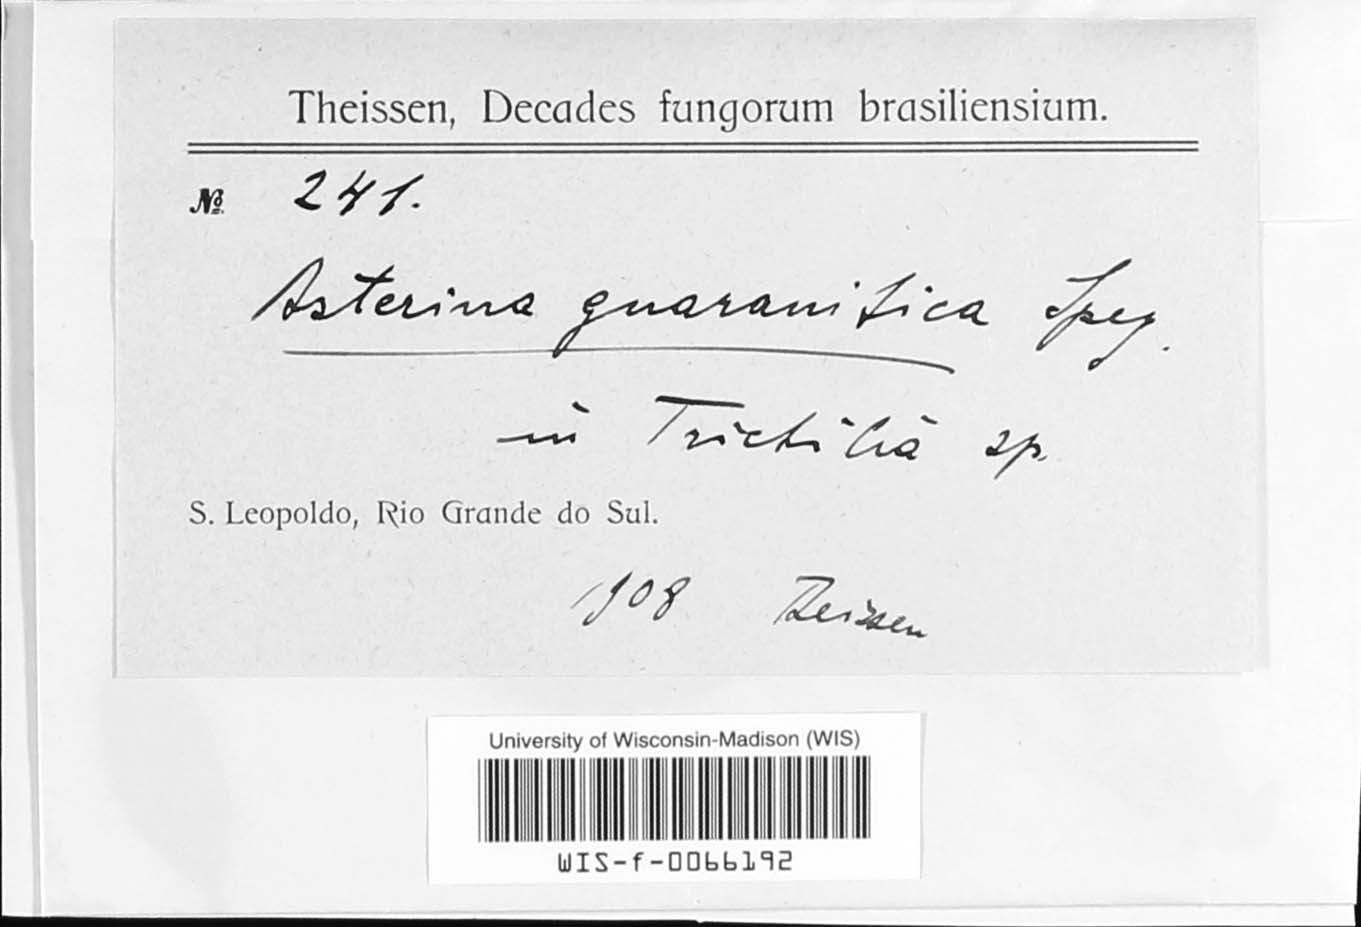 Theissen, Decades fungorum brasiliensium.
№ 241.
Asterina guaranitica Speg.
in Trichilia sp.
S. Leopoldo, Rio Grande do Sul.
1908 Theissen
University of Wisconsin-Madison (WIS)
WIS-f-0066192